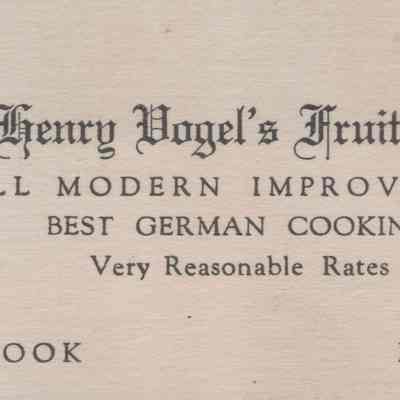 Henry Vogel's Fruit
LL MODERN IMPROV
BEST GERMAN COOKIN
Very Reasonable Rates
OOK